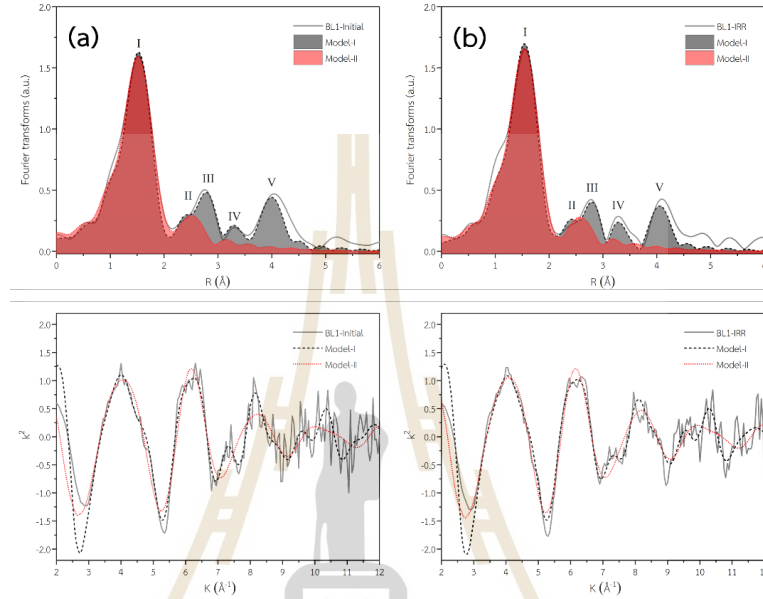 (a)
I
BL1-Initial
Model-I
Model-II
II
III
IV
V
Fourier transforms (a.u.)
2.0
1.5
1.0
0.5
0.0
0 1 2 3 4 5 6
R (Å)
(b)
I
BL1-IRR
Model-I
Model-II
II
III
IV
V
Fourier transforms (a.u.)
2.0
1.5
1.0
0.5
0.0
0 1 2 3 4 5 6
R (Å)
BL1-Initial
Model-I
Model-II
k²
2.0
1.5
1.0
0.5
0.0
-0.5
-1.0
-1.5
-2.0
2 3 4 5 6 7 8 9 10 11 12
K (Å⁻¹)
BL1-IRR
Model-I
Model-II
k²
2.0
1.5
1.0
0.5
0.0
-0.5
-1.0
-1.5
-2.0
2 3 4 5 6 7 8 9 10 11 12
K (Å⁻¹)